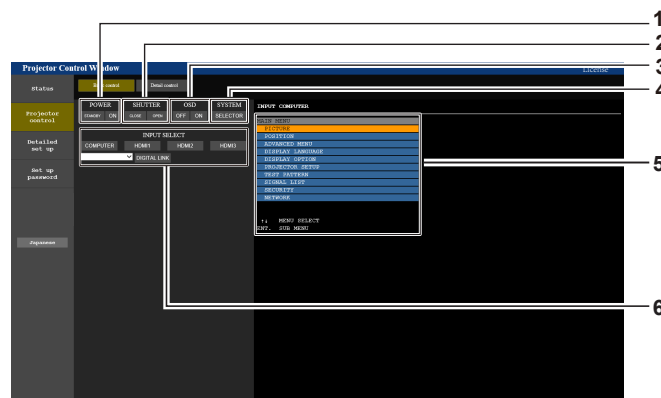 1
2
3
4
Projector Control Window
License
Status
Basic control
Detail control
POWER
SHUTTER
OSD
SYSTEM
STANDBY ON
CLOSE OPEN
OFF ON
SELECTOR
Projector
control
INPUT SELECT
COMPUTER HDMI1 HDMI2 HDMI3
DIGITAL LINK
Detailed
set up
Set up
password
Japanese
INPUT COMPUTER
MAIN MENU
PICTURE
POSITION
ADVANCED MENU
DISPLAY LANGUAGE
DISPLAY OPTION
PROJECTOR SETUP
TEST PATTERN
SIGNAL LIST
SECURITY
NETWORK
↑↓ MENU SELECT
ENT. SUB MENU
5
6